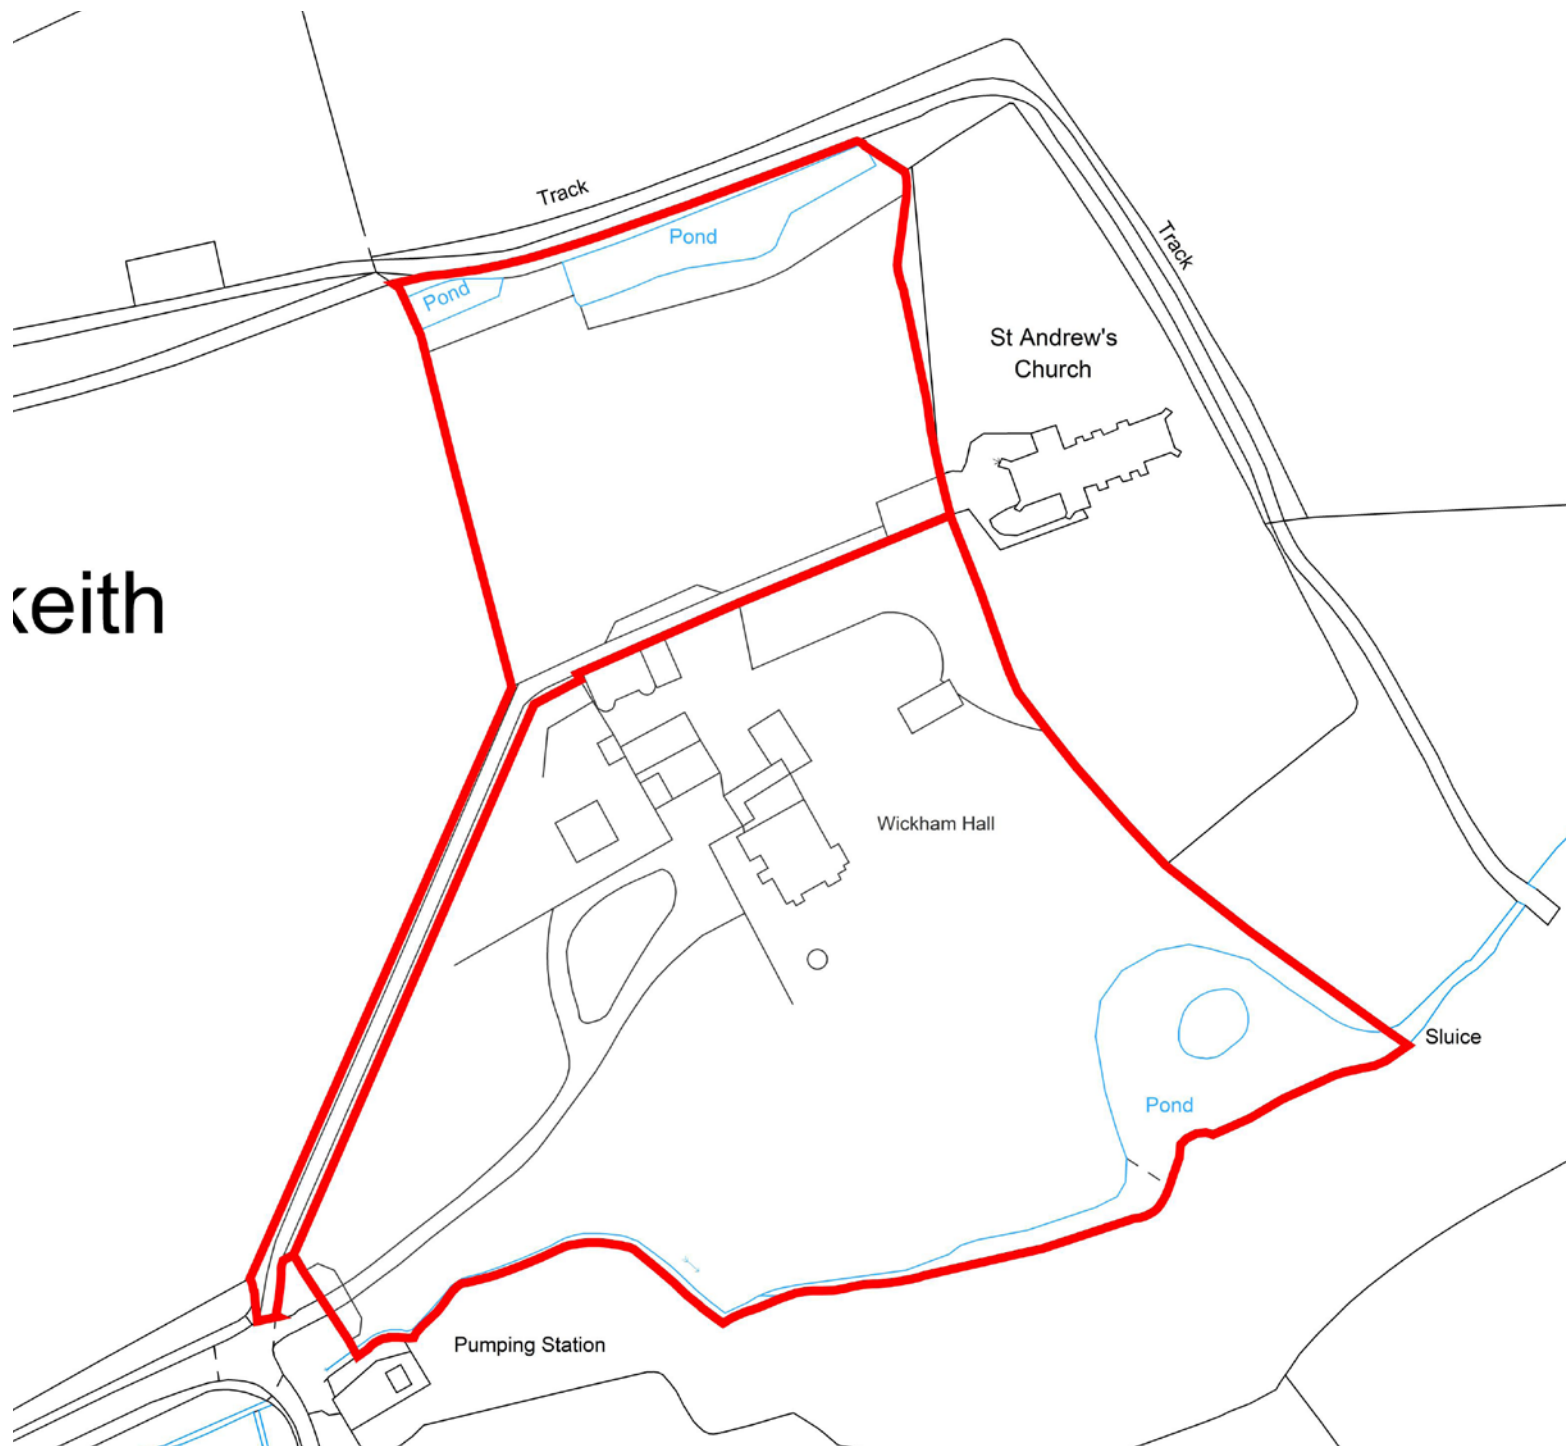 Track
Track
Pond
Pond
St Andrew's
Church
keith
Wickham Hall
Sluice
Pond
Pumping Station